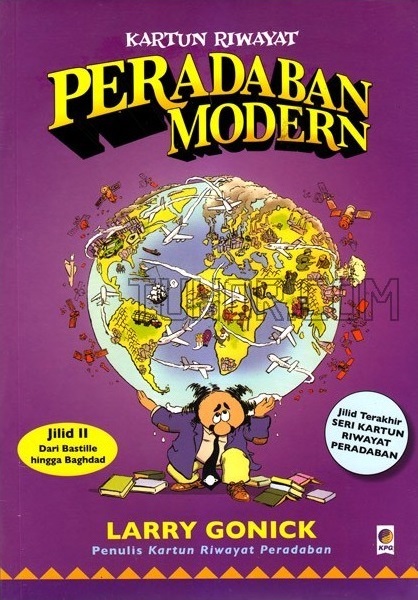 KARTUN RIWAYAT
PERADABAN
MODERN
Jilid II
Dari Bastille
hingga Baghdad
Jilid Terakhir
SERI KARTUN
RIWAYAT
PERADABAN
LARRY GONICK
Penulis Kartun Riwayat Peradaban
KPG